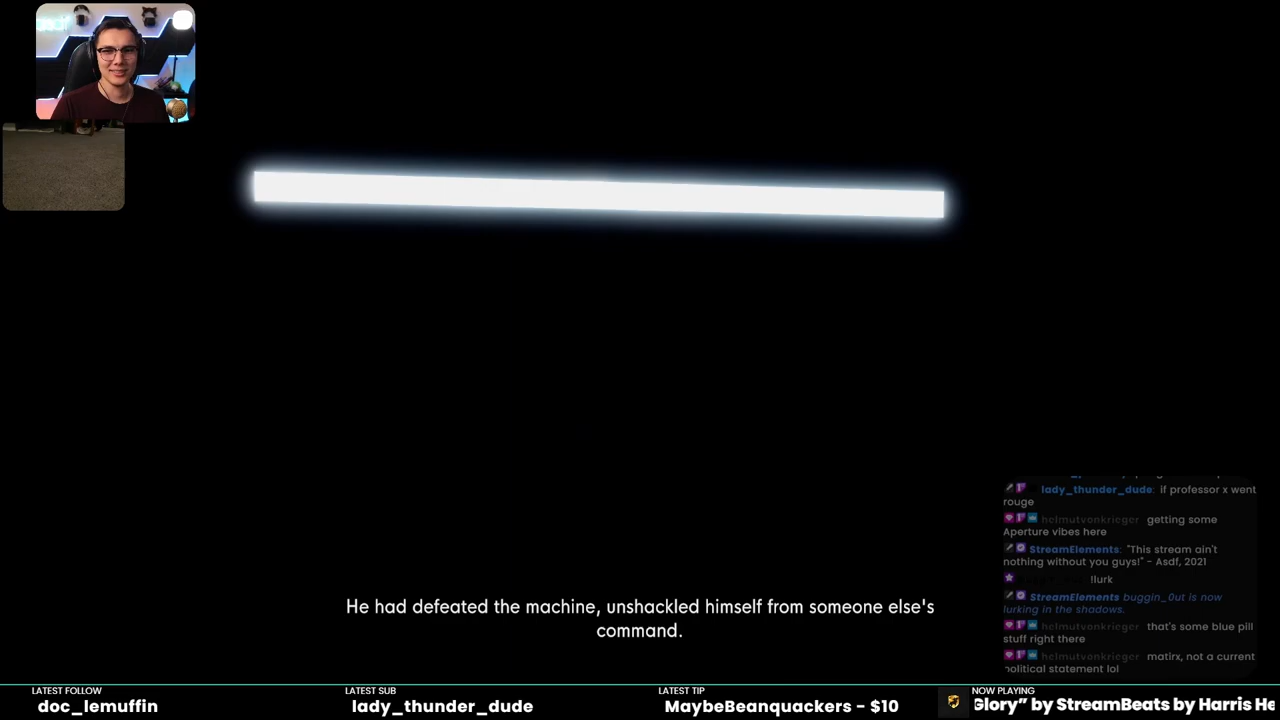 He had defeated the machine, unshackled himself from someone else's
command.
lady_thunder_dude: if professor x went
rouge
helmutvonkrieger getting some
Aperture vibes here
StreamElements: "This stream ain't
nothing without you guys!" - Asdf, 2021
!lurk
StreamElements buggin_0ut is now
lurking in the shadows.
helmutvonkrieger that's some blue pill
stuff right there
helmutvonkrieger matirx, not a current
political statement lol
LATEST FOLLOW
doc_lemuffin
LATEST SUB
lady_thunder_dude
LATEST TIP
MaybeBeanquackers - $10
NOW PLAYING
Glory” by StreamBeats by Harris He